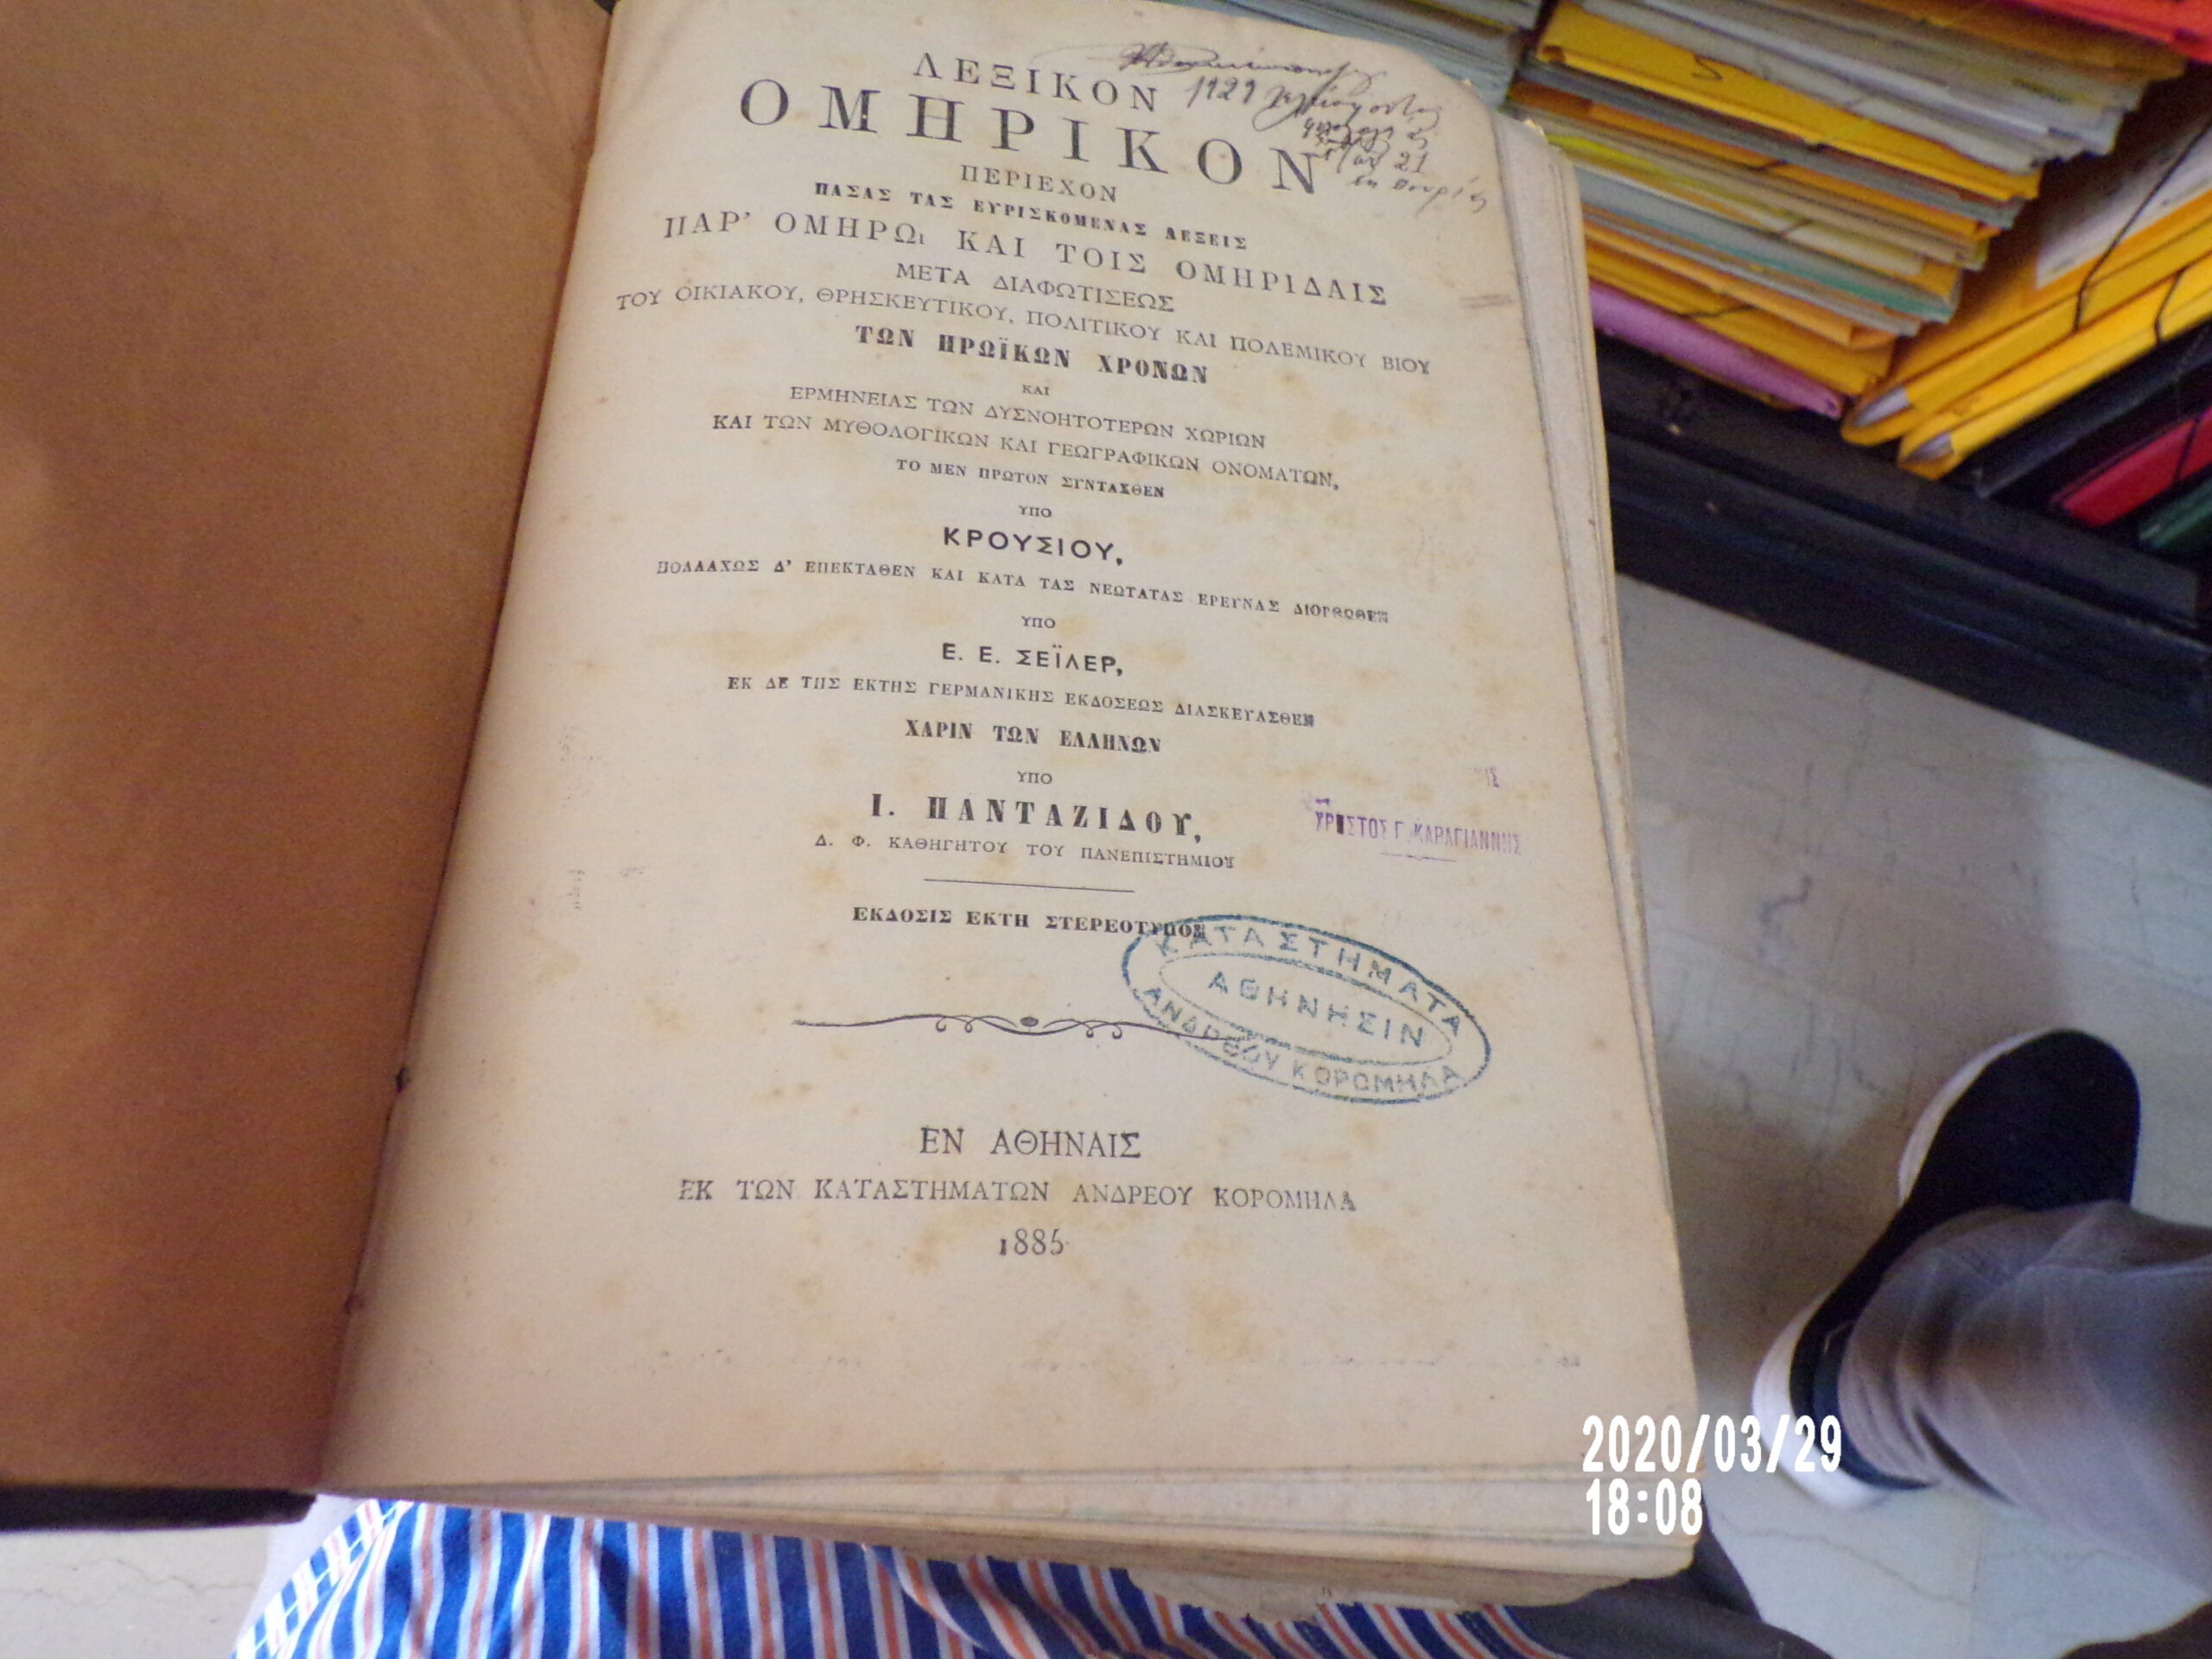 ΛΕΞΙΚΟΝ
ΟΜΗΡΙΚΟΝ
ΠΕΡΙΕΧΟΝ
ΠΑΣΑΣ ΤΑΣ ΕΥΡΙΣΚΟΜΕΝΑΣ ΛΕΞΕΙΣ
ΠΑΡ' ΟΜΗΡΩι ΚΑΙ ΤΟΙΣ ΟΜΗΡΙΔΑΙΣ
ΜΕΤΑ ΔΙΑΦΩΤΙΣΕΩΣ
ΤΟΥ ΟΙΚΙΑΚΟΥ, ΘΡΗΣΚΕΥΤΙΚΟΥ, ΠΟΛΙΤΙΚΟΥ ΚΑΙ ΠΟΛΕΜΙΚΟΥ ΒΙΟΥ
ΤΩΝ ΗΡΩΪΚΩΝ ΧΡΟΝΩΝ
ΚΑΙ
ΕΡΜΗΝΕΙΑΣ ΤΩΝ ΔΥΣΝΟΗΤΟΤΕΡΩΝ ΧΩΡΙΩΝ
ΚΑΙ ΤΩΝ ΜΥΘΟΛΟΓΙΚΩΝ ΚΑΙ ΓΕΩΓΡΑΦΙΚΩΝ ΟΝΟΜΑΤΩΝ,
ΤΟ ΜΕΝ ΠΡΩΤΟΝ ΣΥΝΤΑΧΘΕΝ
ΥΠΟ
ΚΡΟΥΣΙΟΥ,
ΠΟΛΛΑΧΩΣ Δ' ΕΠΕΚΤΑΘΕΝ ΚΑΙ ΚΑΤΑ ΤΑΣ ΝΕΩΤΑΤΑΣ ΕΡΕΥΝΑΣ ΔΙΟΡΘΩΘΕΝ
ΥΠΟ
Ε. Ε. ΣΕΪΛΕΡ,
ΕΚ ΔΕ ΤΗΣ ΕΚΤΗΣ ΓΕΡΜΑΝΙΚΗΣ ΕΚΔΟΣΕΩΣ ΔΙΑΣΚΕΥΑΣΘΕΝ
ΧΑΡΙΝ ΤΩΝ ΕΛΛΗΝΩΝ
ΥΠΟ
Ι. ΠΑΝΤΑΖΙΔΟΥ,
Δ. Φ. ΚΑΘΗΓΗΤΟΥ ΤΟΥ ΠΑΝΕΠΙΣΤΗΜΙΟΥ
ΧΡΙΣΤΟΣ Γ. ΚΑΡΑΓΙΑΝΝΗΣ
ΕΚΔΟΣΙΣ ΕΚΤΗ ΣΤΕΡΕΟΤΥΠΟΣ
ΚΑΤΑΣΤΗΜΑΤΑ
ΑΘΗΝΗΣΙΝ
ΑΝΔΡΕΟΥ ΚΟΡΟΜΗΛΑ
ΕΝ ΑΘΗΝΑΙΣ
ΕΚ ΤΩΝ ΚΑΤΑΣΤΗΜΑΤΩΝ ΑΝΔΡΕΟΥ ΚΟΡΟΜΗΛΑ
1885
2020/03/29
18:08